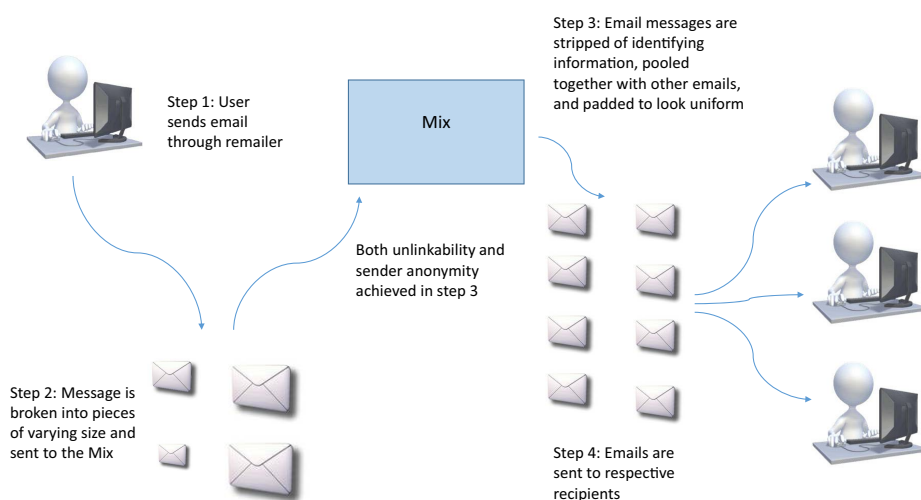 Step 1: User
sends email
through remailer
Mix
Step 3: Email messages are
stripped of identifying
information, pooled
together with other emails,
and padded to look uniform
Both unlinkability and
sender anonymity
achieved in step 3
Step 2: Message is
broken into pieces
of varying size and
sent to the Mix
Step 4: Emails are
sent to respective
recipients